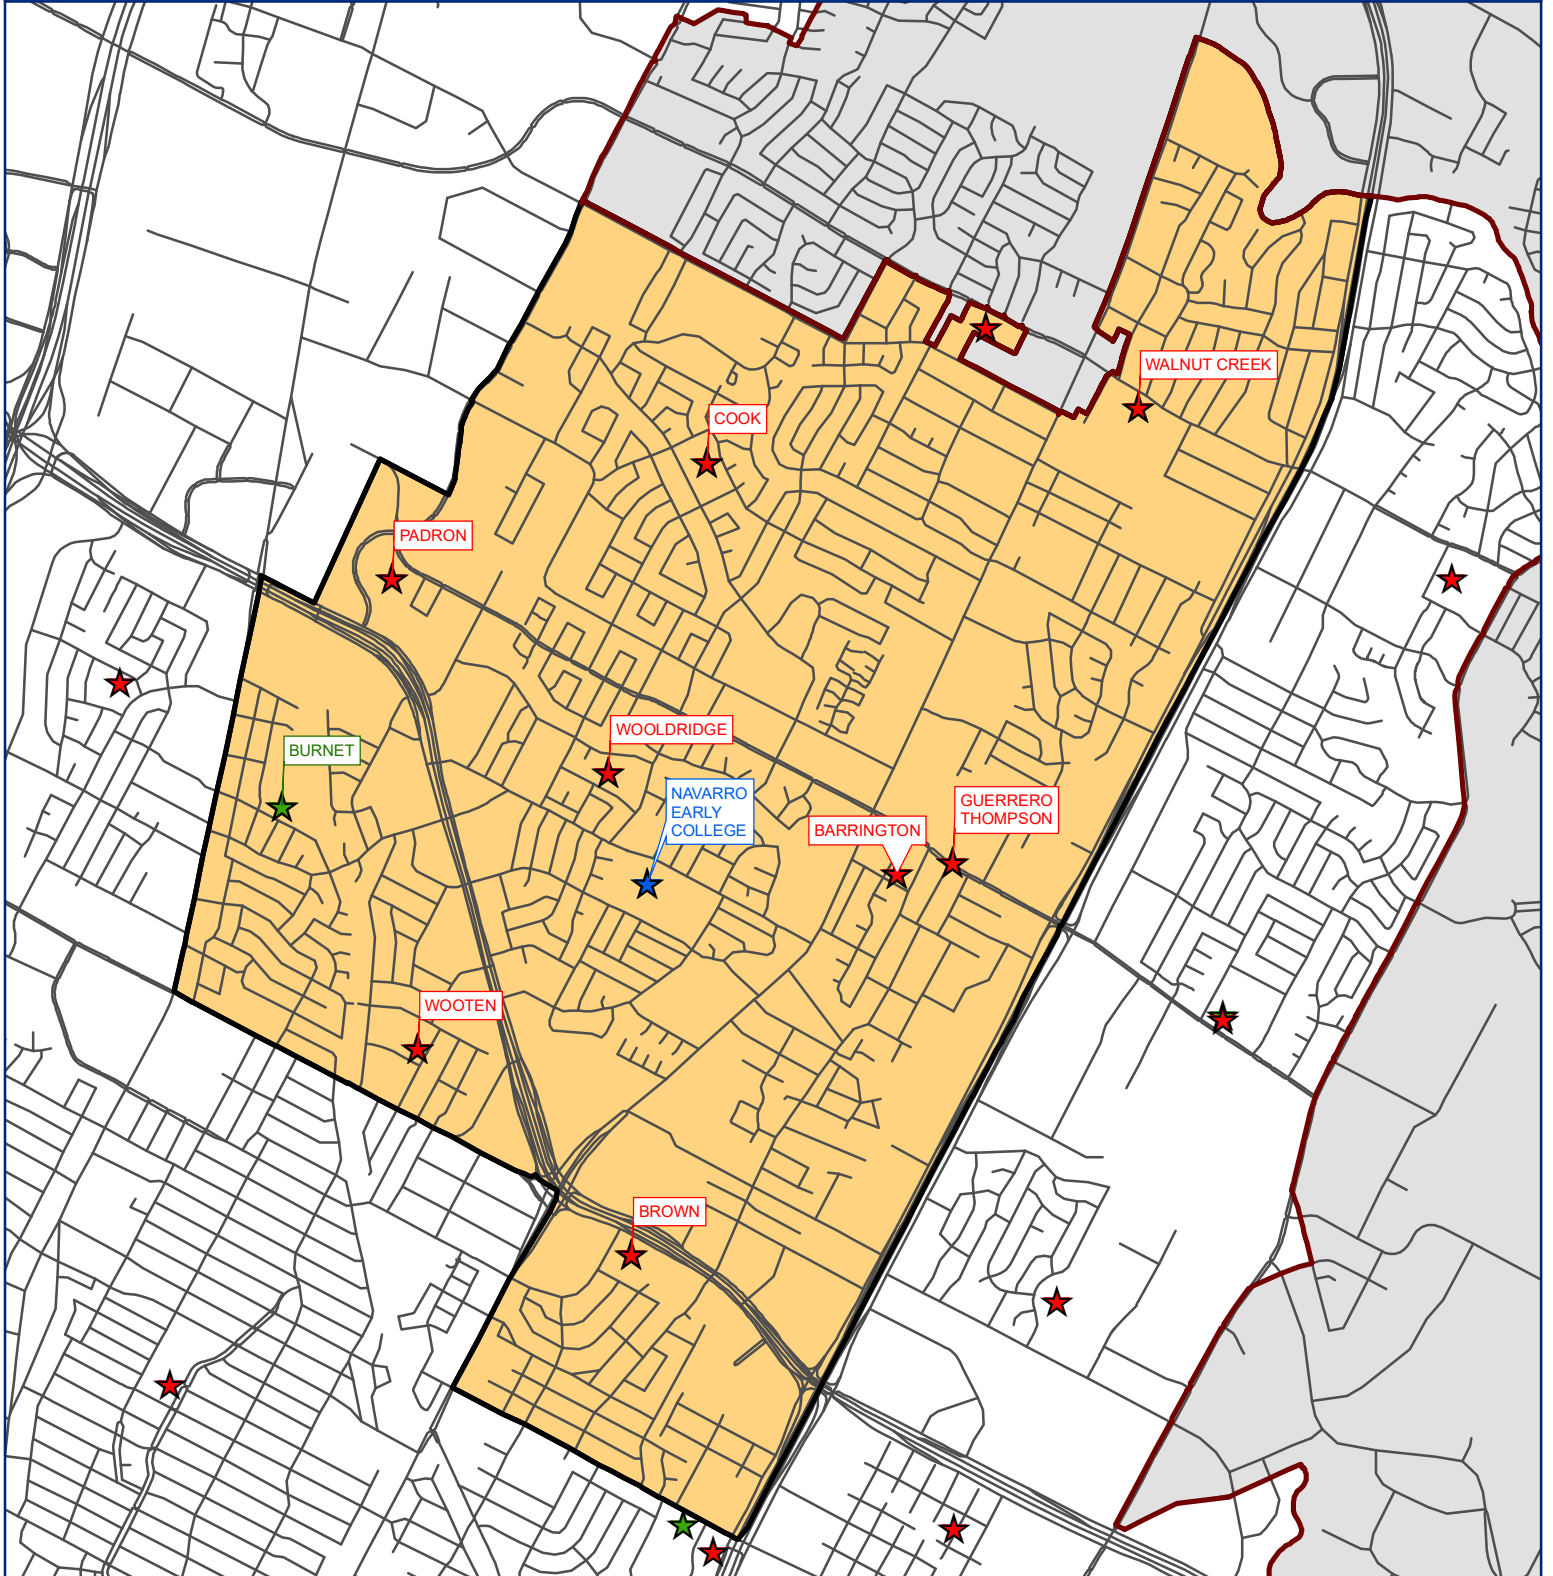 WALNUT CREEK
COOK
PADRON
WOOLDRIDGE
BURNET
NAVARRO
EARLY
COLLEGE
GUERRERO
THOMPSON
BARRINGTON
WOOTEN
BROWN